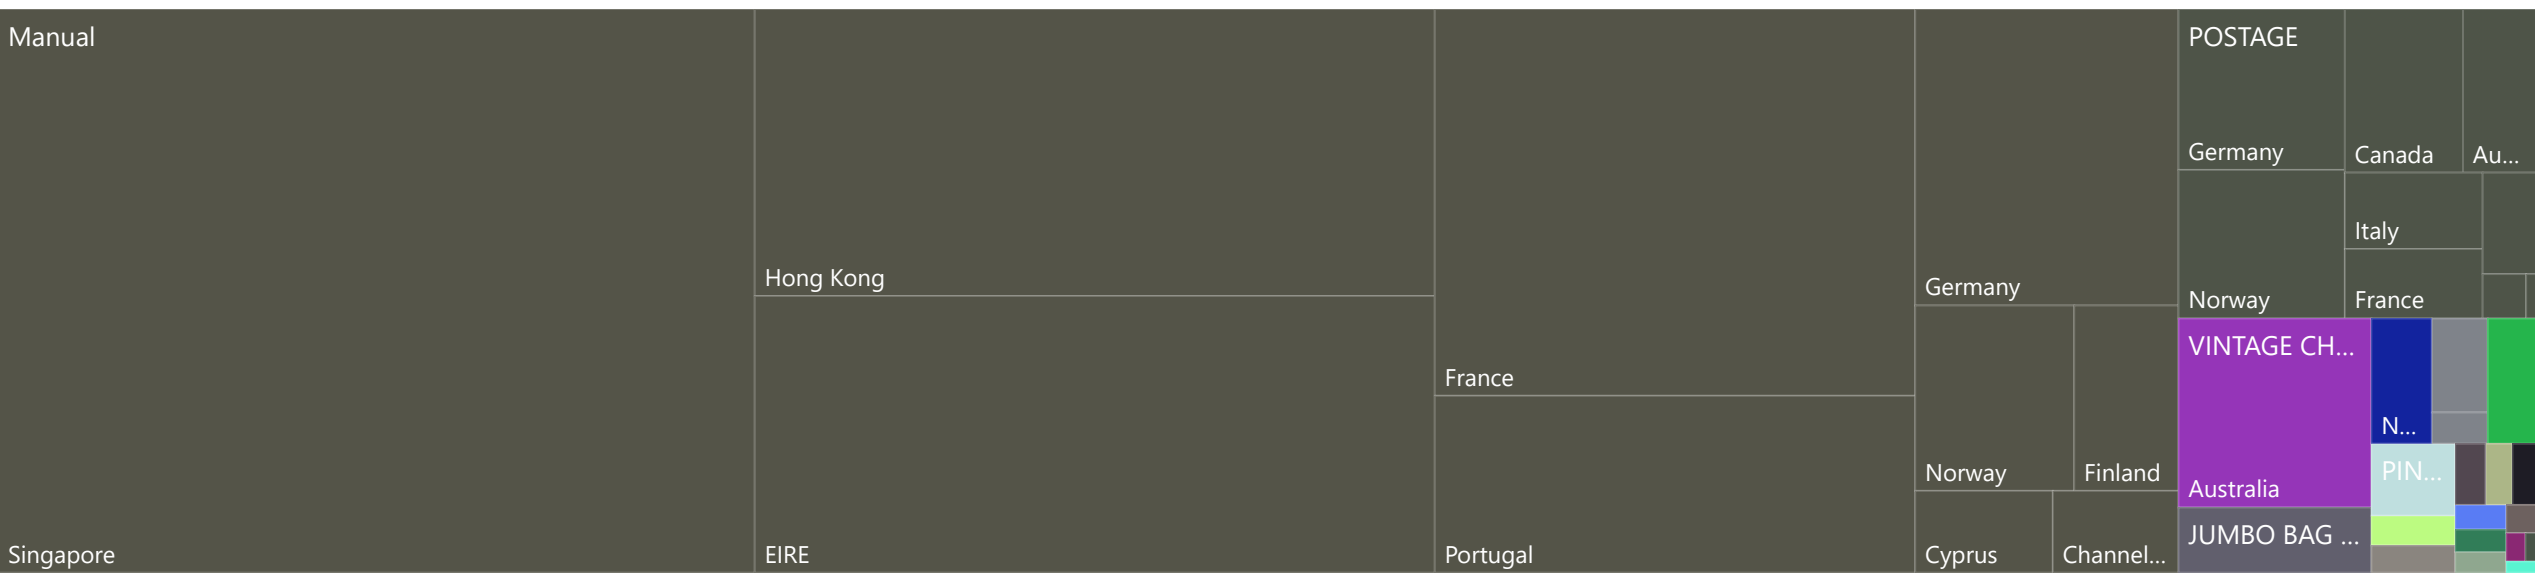 Manual
Singapore
Hong Kong
EIRE
France
Portugal
Germany
Norway
Finland
Cyprus
Channel...
POSTAGE
Germany
Norway
Canada
Au...
Italy
France
VINTAGE CH...
Australia
JUMBO BAG ...
N...
PIN...